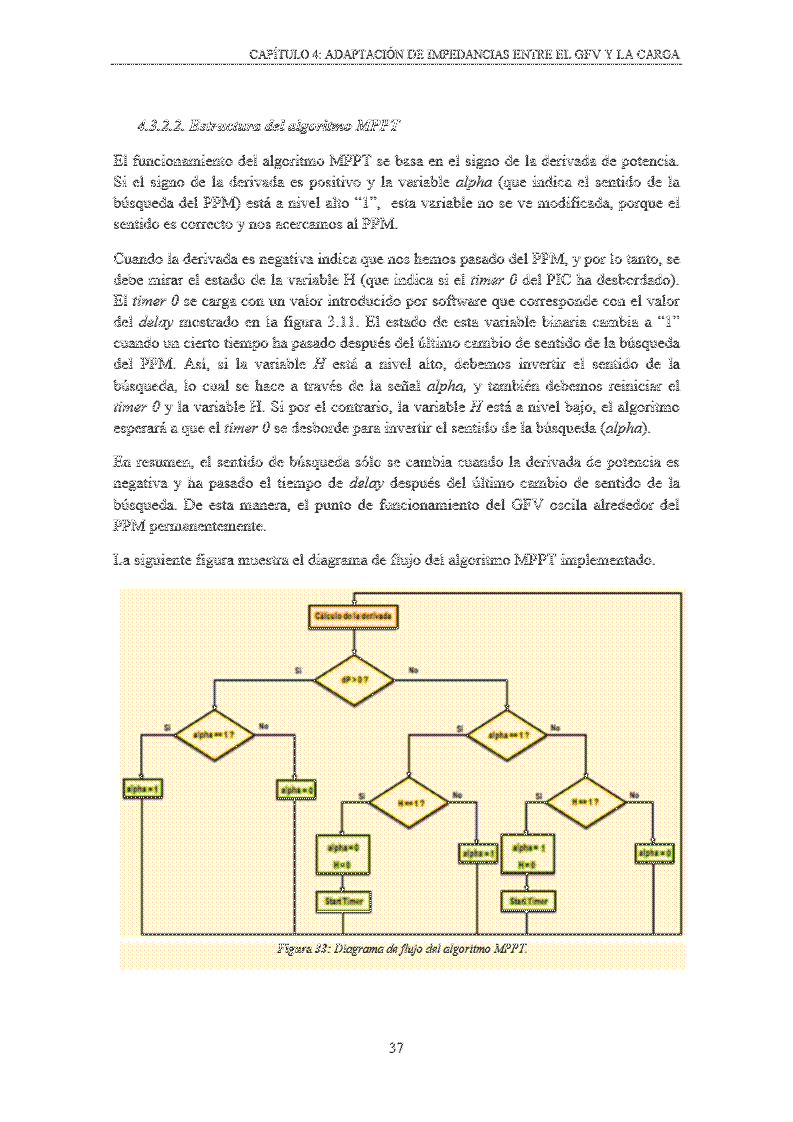 CAPÍTULO 4: ADAPTACIÓN DE IMPEDANCIAS ENTRE EL GFV Y LA CARGA
4.3.2.2. Estructura del algoritmo MPPT
El funcionamiento del algoritmo MPPT se basa en el signo de la derivada de potencia.
Si el signo de la derivada es positivo y la variable alpha (que indica el sentido de la
búsqueda del PPM) está a nivel alto “1”, esta variable no se ve modificada, porque el
sentido es correcto y nos acercamos al PPM.
Cuando la derivada es negativa indica que nos hemos pasado del PPM, y por lo tanto, se
debe mirar el estado de la variable H (que indica si el timer 0 del PIC ha desbordado).
El timer 0 se carga con un valor introducido por software que corresponde con el valor
del delay mostrado en la figura 3.11. El estado de esta variable binaria cambia a “1”
cuando un cierto tiempo ha pasado después del último cambio de sentido de la búsqueda
del PPM. Así, si la variable H está a nivel alto, debemos invertir el sentido de la
búsqueda, lo cual se hace a través de la señal alpha, y también debemos reiniciar el
timer 0 y la variable H. Si por el contrario, la variable H está a nivel bajo, el algoritmo
esperará a que el timer 0 se desborde para invertir el sentido de la búsqueda (alpha).
En resumen, el sentido de búsqueda sólo se cambia cuando la derivada de potencia es
negativa y ha pasado el tiempo de delay después del último cambio de sentido de la
búsqueda. De esta manera, el punto de funcionamiento del GFV oscila alrededor del
PPM permanentemente.
La siguiente figura muestra el diagrama de flujo del algoritmo MPPT implementado.
Cálculo de la derivada
Si
dP > 0 ?
No
Si
alpha == 1 ?
No
Si
alpha == 1 ?
No
alpha = 1
alpha = 0
Si
H == 1 ?
No
Si
H == 1 ?
No
alpha = 0
H = 0
alpha = 1
alpha = 1
H = 0
alpha = 0
Start Timer
Start Timer
Figura 32: Diagrama de flujo del algoritmo MPPT.
37